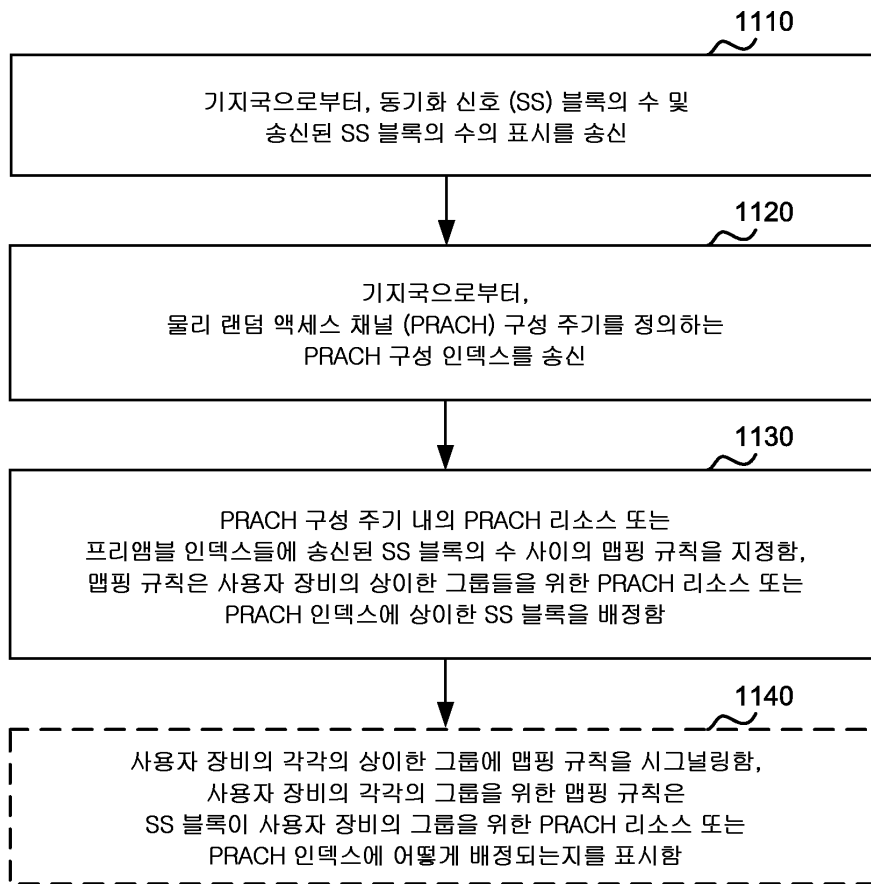 1110
기지국으로부터, 동기화 신호 (SS) 블록의 수 및
송신된 SS 블록의 수의 표시를 송신
1120
기지국으로부터,
물리 랜덤 액세스 채널 (PRACH) 구성 주기를 정의하는
PRACH 구성 인덱스를 송신
1130
PRACH 구성 주기 내의 PRACH 리소스 또는
프리앰블 인덱스들에 송신된 SS 블록의 수 사이의 맵핑 규칙을 지정함,
맵핑 규칙은 사용자 장비의 상이한 그룹들을 위한 PRACH 리소스 또는
PRACH 인덱스에 상이한 SS 블록을 배정함
1140
사용자 장비의 각각의 상이한 그룹에 맵핑 규칙을 시그널링함,
사용자 장비의 각각의 그룹을 위한 맵핑 규칙은
SS 블록이 사용자 장비의 그룹을 위한 PRACH 리소스 또는
PRACH 인덱스에 어떻게 배정되는지를 표시함